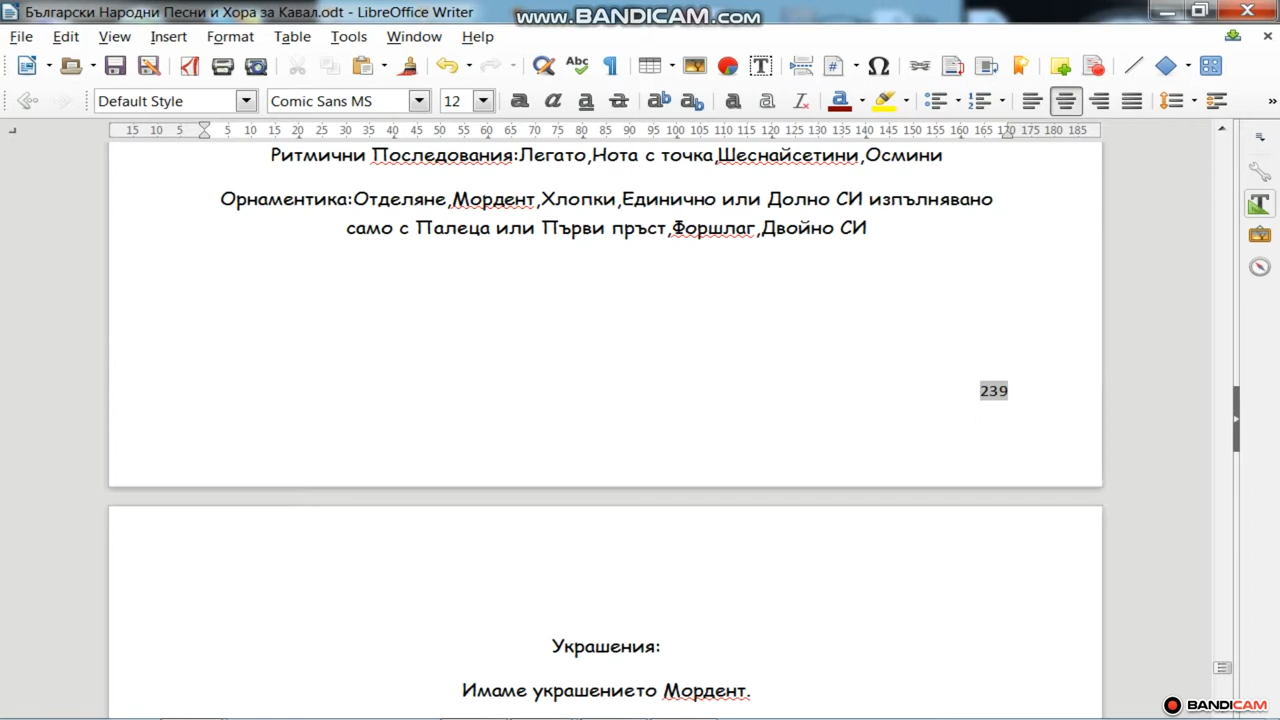 Български Народни Песни и Хора за Кавал.odt - LibreOffice Writer
www.BANDICAM.com
File Edit View Insert Format Table Tools Window Help
Default Style Comic Sans MS 12
15 10 5 5 10 15 20 25 30 35 40 45 50 55 60 65 70 75 80 85 90 95 100 105 110 115 120 125 130 135 140 145 150 155 160 165 170 175 180 185
Ритмични Последования:Легато,Нота с точка,Шеснайсетини,Осмини
Орнаментика:Отделяне,Мордент,Хлопки,Единично или Долно СИ изпълнявано
само с Палеца или Първи пръст,Форшлаг,Двойно СИ
239
Украшения:
Имаме украшението Мордент.
BANDICAM